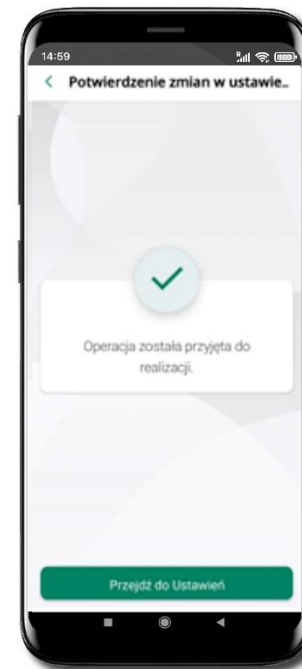 14:59
Potwierdzenie zmian w ustawie..
Operacja została przyjęta do
realizacji.
Przejdź do Ustawień